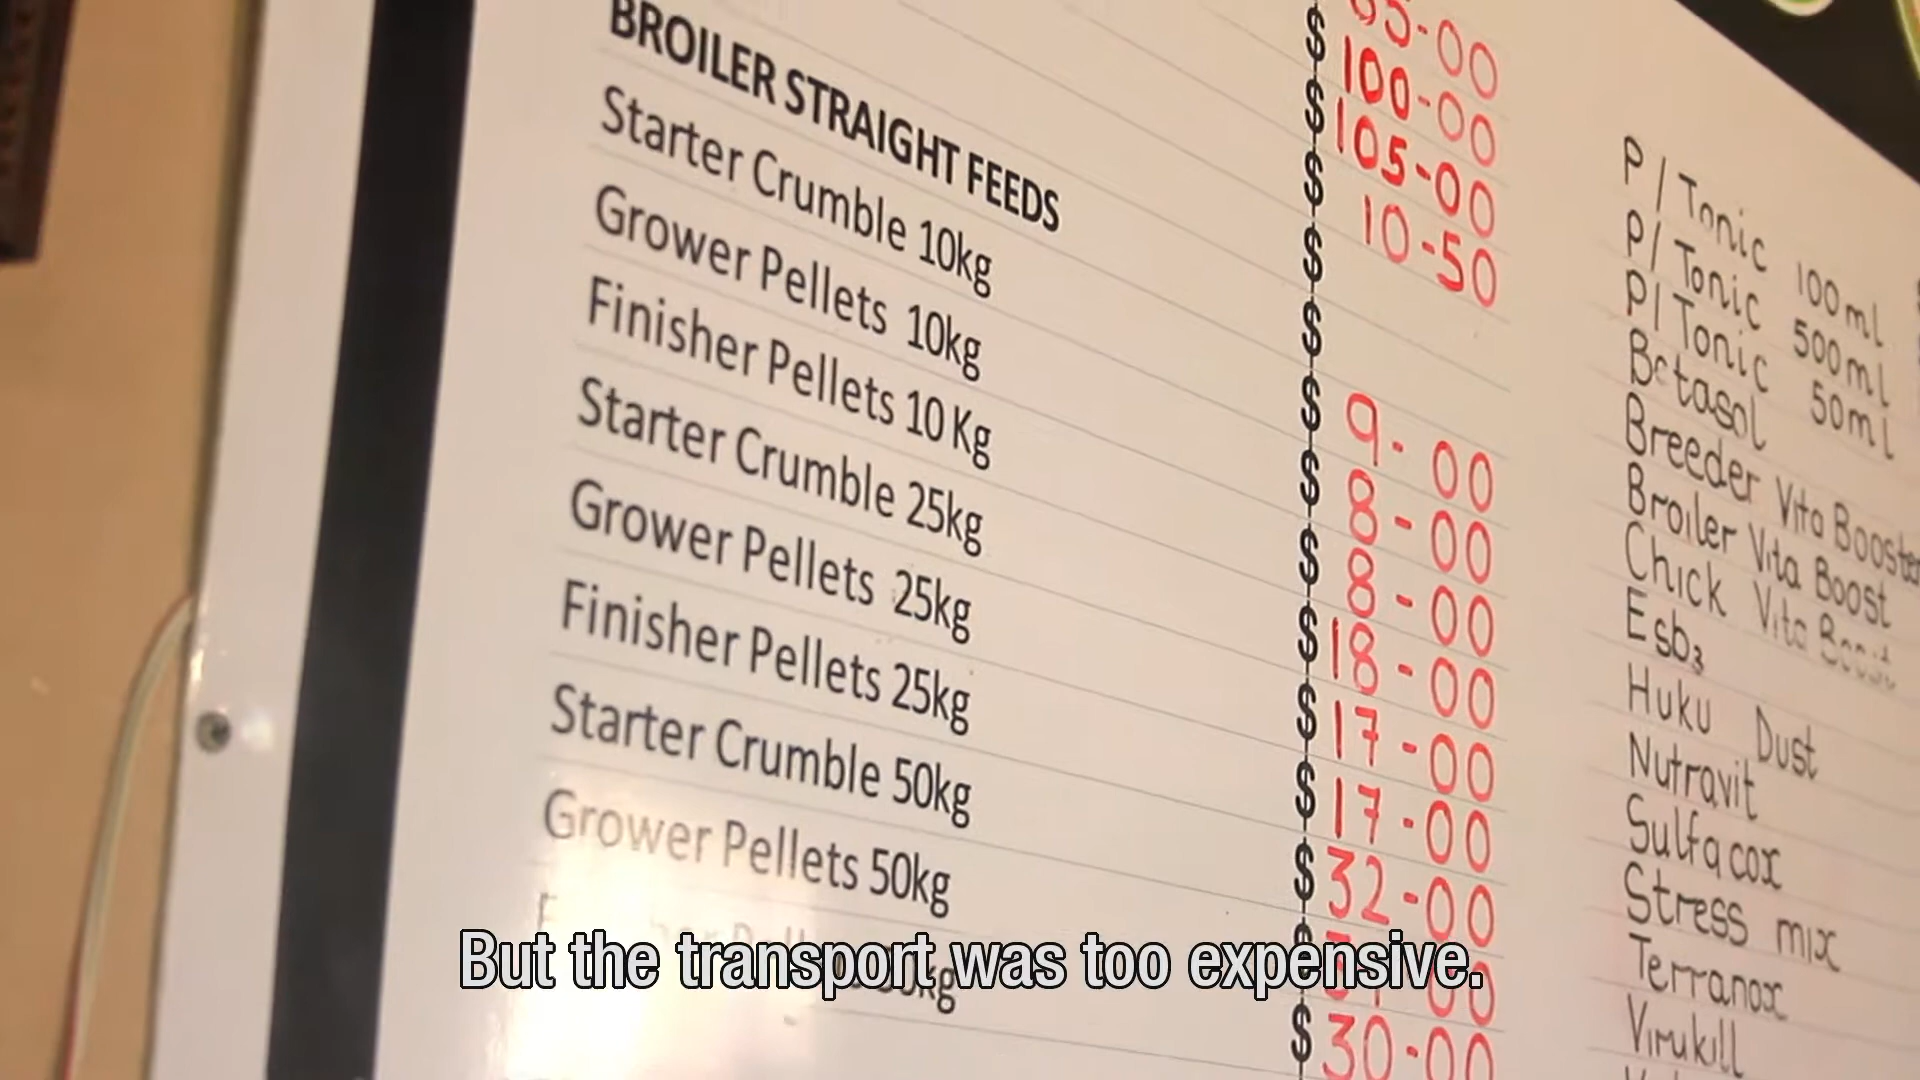 $ 100-00
$ 105-00
$ 10-50
$
BROILER STRAIGHT FEEDS $
Starter Crumble 10kg $ 9-00
Grower Pellets 10kg $ 8-00
Finisher Pellets 10 Kg $ 8-00
Starter Crumble 25kg $ 18-00
Grower Pellets 25kg $ 17-00
Finisher Pellets 25kg $ 17-00
Starter Crumble 50kg $ 32-00
Grower Pellets 50kg
$ 30-00
P/Tonic 100ml
P/Tonic 500ml
P/Tonic 50ml
Betasol
Breeder Vita Booster
Broiler Vita Boost
Chick Vita
Esb3
Huku Dust
Nutravit
Sulfacox
Stress mix
Terranox
Virukill
But the transport was too expensive.